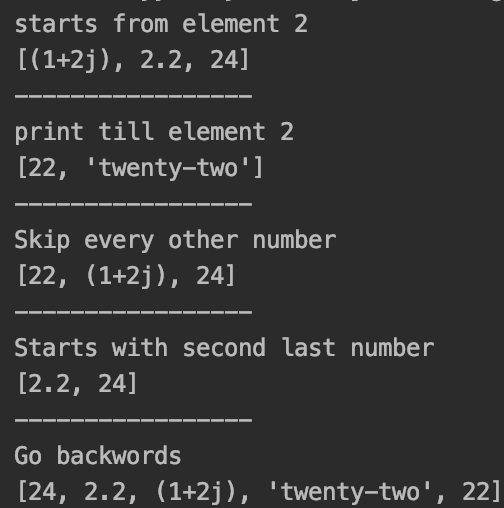 starts from element 2
[(1+2j), 2.2, 24]
-----------------
print till element 2
[22, 'twenty-two']
-----------------
Skip every other number
[22, (1+2j), 24]
-----------------
Starts with second last number
[2.2, 24]
-----------------
Go backwords
[24, 2.2, (1+2j), 'twenty-two', 22]